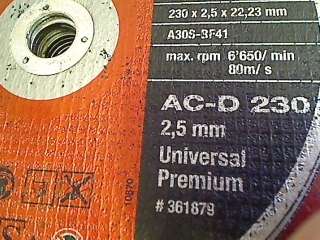 230 x 2,5 x 22,23 mm
A30S-BF41
max. rpm 6'650/ min
80m/ s
AC-D 230
2,5 mm
Universal
Premium
# 361879